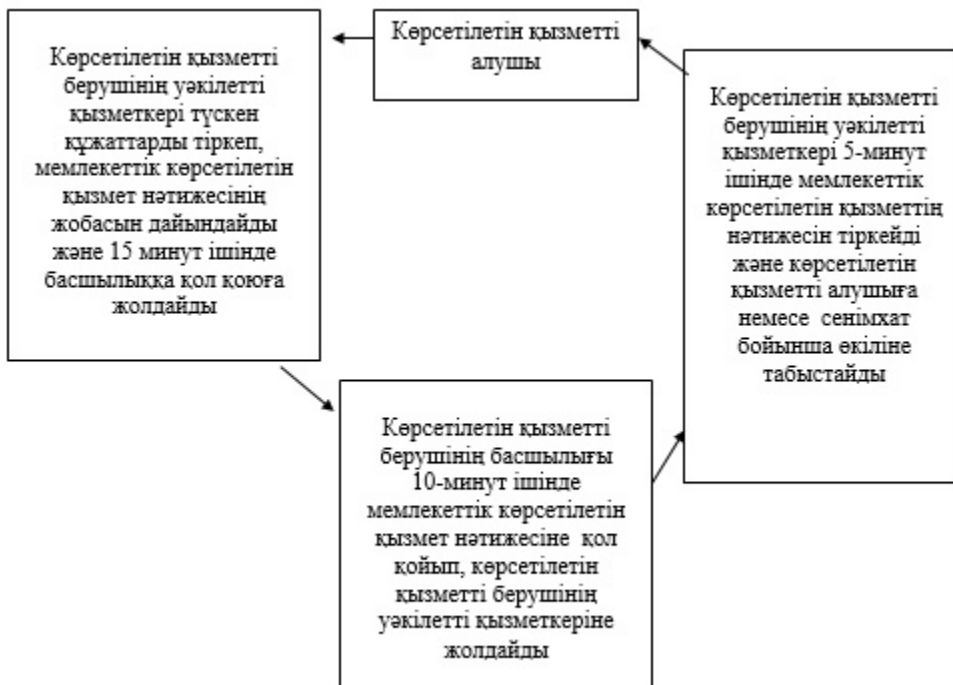 Көрсетілетін қызметті
алушы
Көрсетілетін қызметті
берушінің уәкілетті
қызметкері түскен
құжаттарды тіркеп,
мемлекеттік көрсетілетін
қызмет нәтижесінің
жобасын дайындайды
және 15 минут ішінде
басшылыққа қол қоюға
жолдайды
Көрсетілетін қызметті
берушінің басшылығы
10-минут ішінде
мемлекеттік көрсетілетін
қызмет нәтижесіне қол
қойып, көрсетілетін
қызметті берушінің
уәкілетті қызметкеріне
жолдайды
Көрсетілетін қызметті
берушінің уәкілетті
қызметкері 5-минут
ішінде мемлекеттік
көрсетілетін қызметтің
нәтижесін тіркейді
және көрсетілетін
қызметті алушыға
немесе сенімхат
бойынша өкіліне
табыстайды